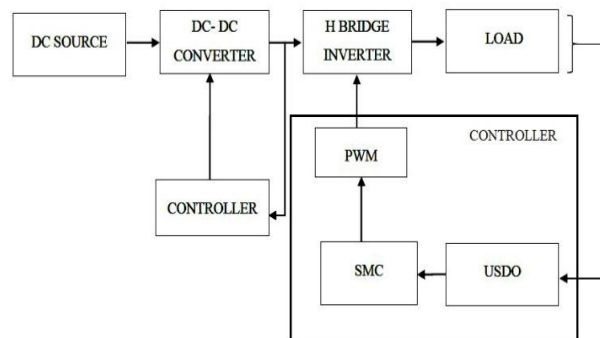 DC SOURCE
DC- DC
CONVERTER
H BRIDGE
INVERTER
LOAD
CONTROLLER
PWM
CONTROLLER
SMC
USDO